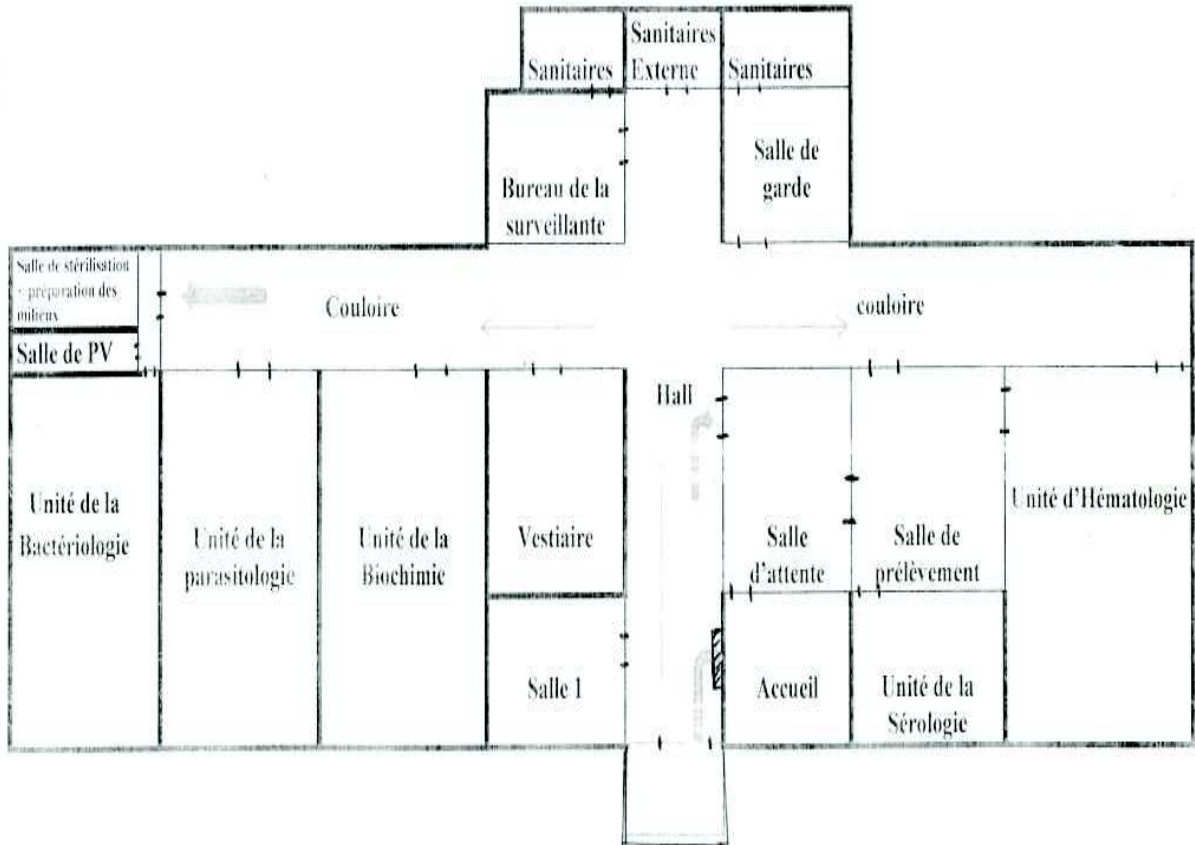 Sanitaires
Sanitaires
Externe
Sanitaires
Bureau de la
surveillante
Salle de
garde
Salle de stérilisation
+ préparation des
milieux
Salle de PV
Couloire
couloire
Hall
Unité de la
Bactériologie
Unité de la
parasitologie
Unité de la
Biochimie
Vestiaire
Salle 1
Salle
d'attente
Salle de
prélèvement
Unité d'Hématologie
Accueil
Unité de la
Sérologie